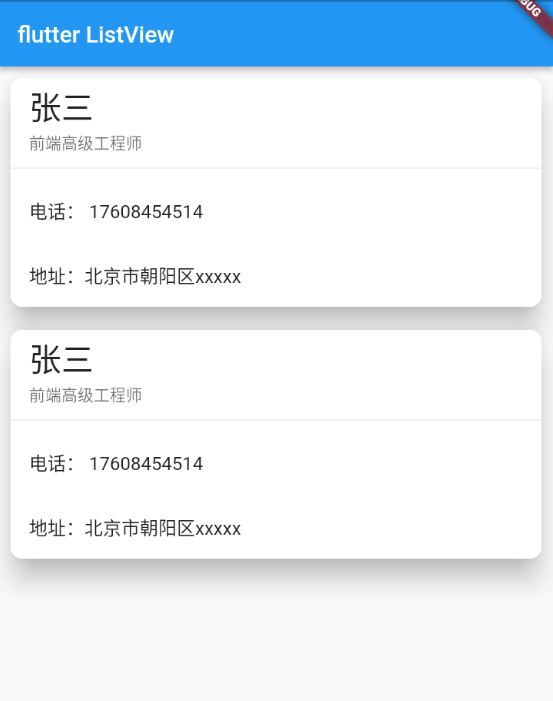 flutter ListView
张三
前端高级工程师
电话： 17608454514
地址：北京市朝阳区xxxxx
张三
前端高级工程师
电话： 17608454514
地址：北京市朝阳区xxxxx